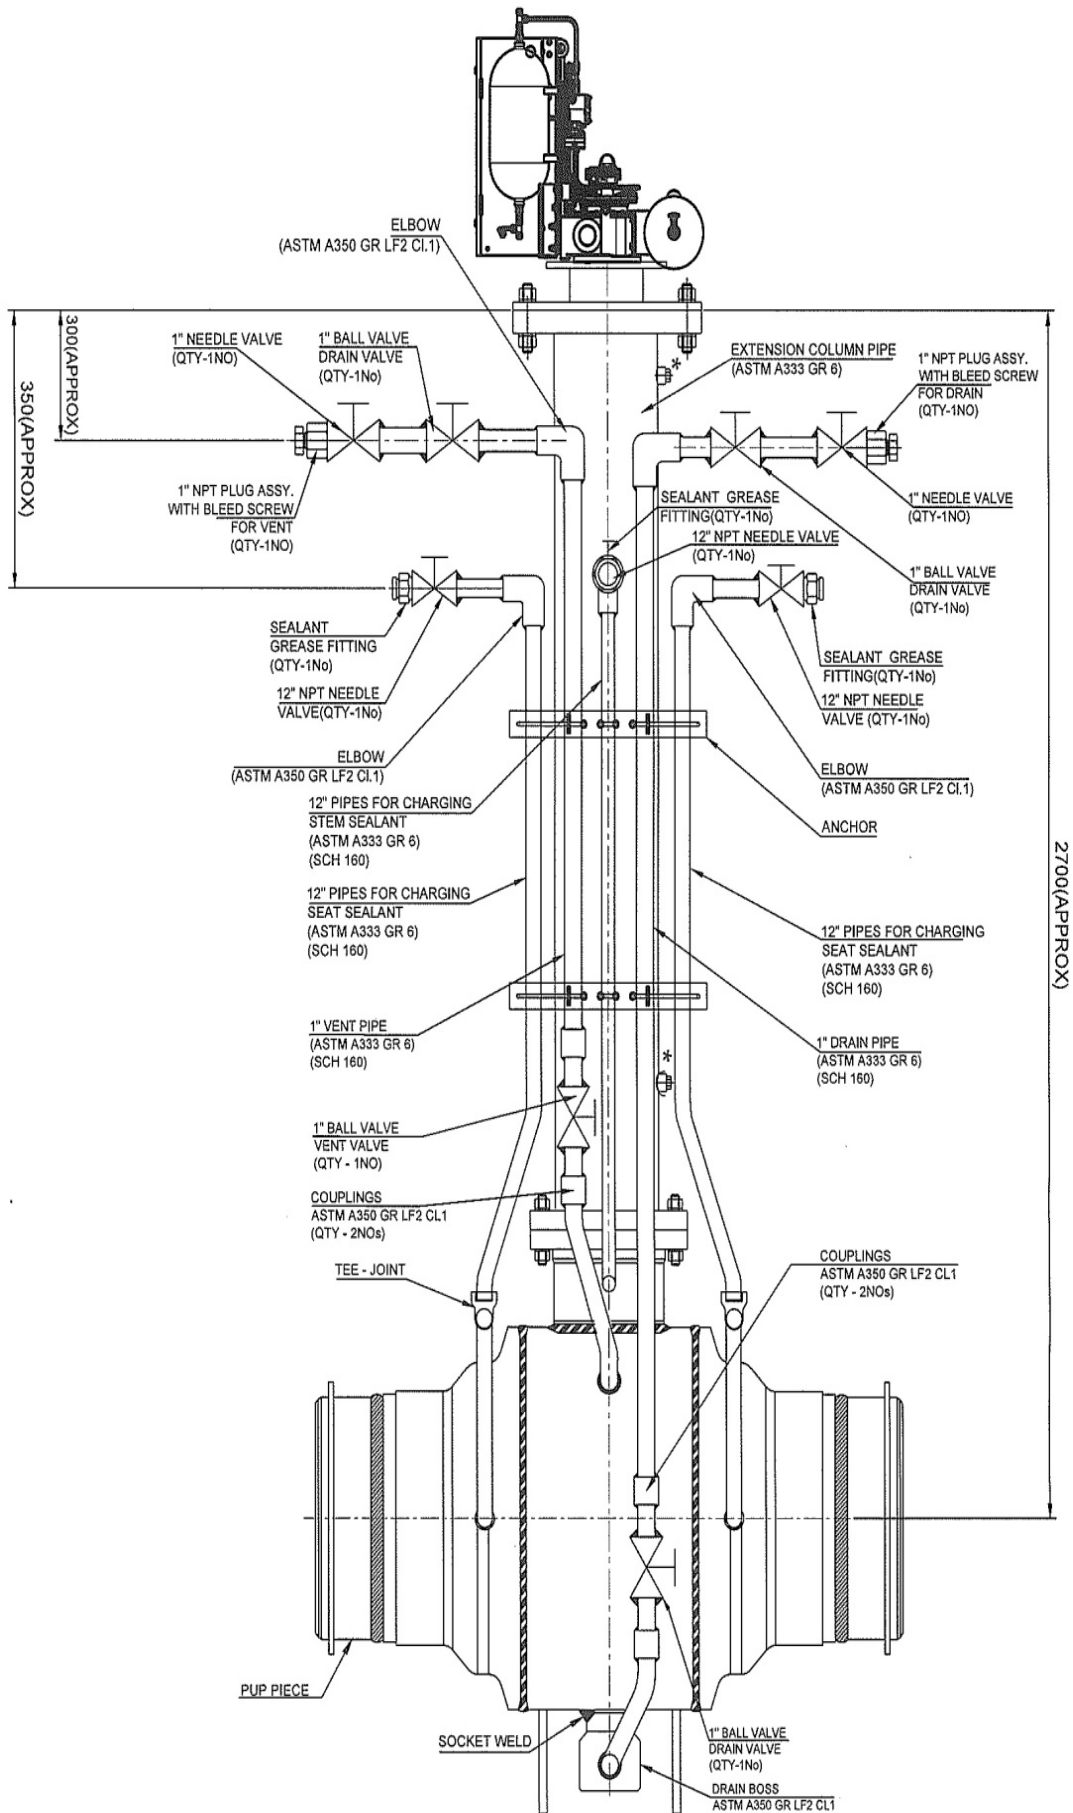 ELBOW
(ASTM A350 GR LF2 Cl.1)
300(APPROX)
350(APPROX)
1" NEEDLE VALVE
(QTY-1NO)
1" BALL VALVE
DRAIN VALVE
(QTY-1No)
EXTENSION COLUMN PIPE
(ASTM A333 GR 6)
*
1" NPT PLUG ASSY.
WITH BLEED SCREW
FOR DRAIN
(QTY-1NO)
1" NPT PLUG ASSY.
WITH BLEED SCREW
FOR VENT
(QTY-1NO)
SEALANT GREASE
FITTING(QTY-1No)
12" NPT NEEDLE VALVE
(QTY-1No)
1" NEEDLE VALVE
(QTY-1NO)
1" BALL VALVE
DRAIN VALVE
(QTY-1No)
SEALANT
GREASE FITTING
(QTY-1No)
12" NPT NEEDLE
VALVE(QTY-1No)
SEALANT GREASE
FITTING(QTY-1No)
12" NPT NEEDLE
VALVE (QTY-1No)
ELBOW
(ASTM A350 GR LF2 Cl.1)
ELBOW
(ASTM A350 GR LF2 Cl.1)
12" PIPES FOR CHARGING
STEM SEALANT
(ASTM A333 GR 6)
(SCH 160)
ANCHOR
2700(APPROX)
12" PIPES FOR CHARGING
SEAT SEALANT
(ASTM A333 GR 6)
(SCH 160)
12" PIPES FOR CHARGING
SEAT SEALANT
(ASTM A333 GR 6)
(SCH 160)
1" VENT PIPE
(ASTM A333 GR 6)
(SCH 160)
1" DRAIN PIPE
(ASTM A333 GR 6)
(SCH 160)
*
1" BALL VALVE
VENT VALVE
(QTY - 1NO)
COUPLINGS
ASTM A350 GR LF2 CL1
(QTY - 2NOs)
TEE - JOINT
COUPLINGS
ASTM A350 GR LF2 CL1
(QTY - 2NOs)
PUP PIECE
SOCKET WELD
1" BALL VALVE
DRAIN VALVE
(QTY-1No)
DRAIN BOSS
ASTM A350 GR LF2 CL1